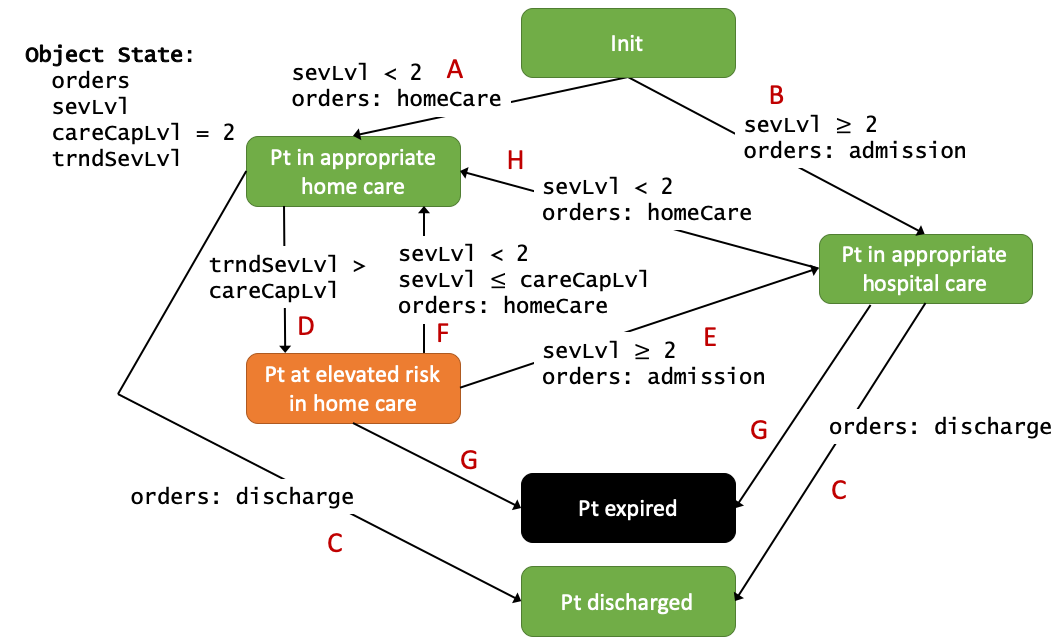 Init
Object State:
orders
sevLvl
careCapLvl = 2
trndSevLvl
A
sevLvl < 2
orders: homeCare
B
sevLvl ≥ 2
orders: admission
Pt in appropriate
home care
H
sevLvl < 2
orders: homeCare
Pt in appropriate
hospital care
trndSevLvl >
careCapLvl
D
sevLvl < 2
sevLvl ≤ careCapLvl
orders: homeCare
F
E
sevLvl ≥ 2
orders: admission
Pt at elevated risk
in home care
G
G
orders: discharge
C
Pt expired
orders: discharge
C
Pt discharged